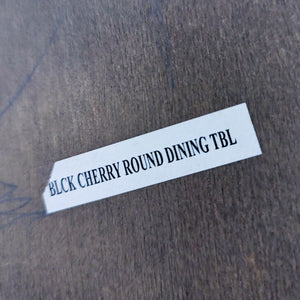 BLCK CHERRY ROUND DINING TBL